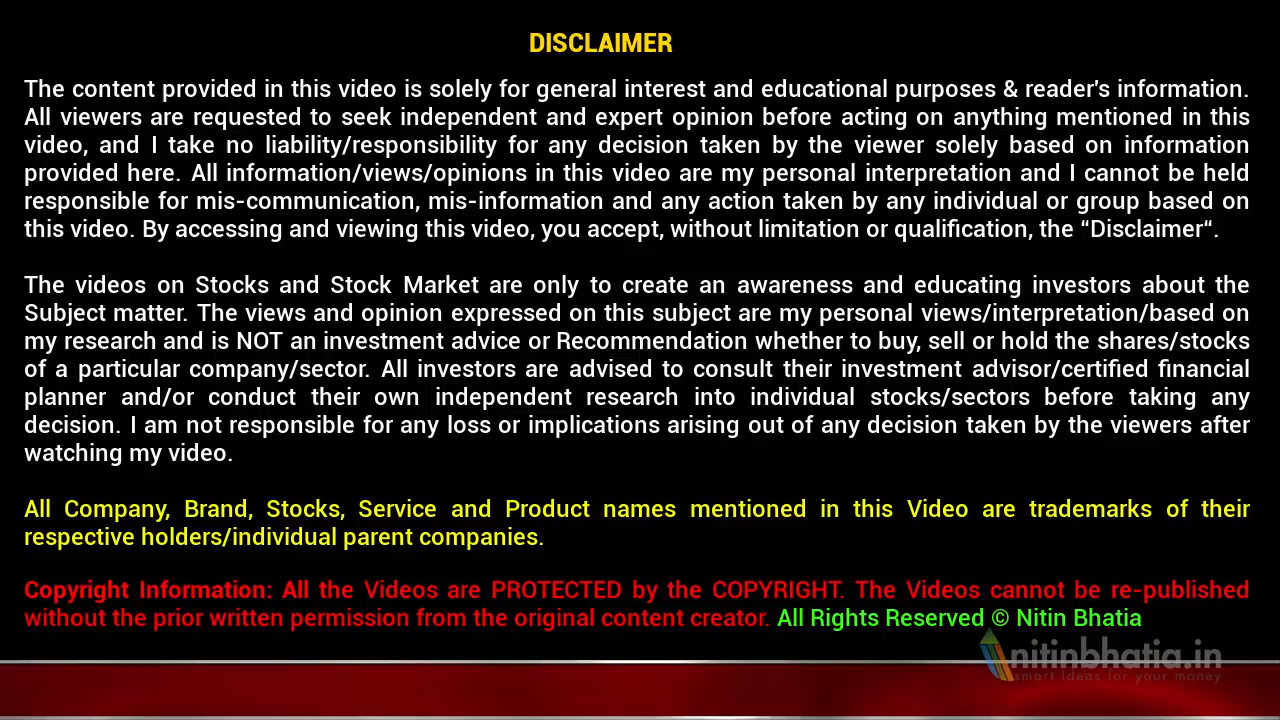 DISCLAIMER
The content provided in this video is solely for general interest and educational purposes & reader's information.
All viewers are requested to seek independent and expert opinion before acting on anything mentioned in this
video, and I take no liability/responsibility for any decision taken by the viewer solely based on information
provided here. All information/views/opinions in this video are my personal interpretation and I cannot be held
responsible for mis-communication, mis-information and any action taken by any individual or group based on
this video. By accessing and viewing this video, you accept, without limitation or qualification, the “Disclaimer“.
The videos on Stocks and Stock Market are only to create an awareness and educating investors about the
Subject matter. The views and opinion expressed on this subject are my personal views/interpretation/based on
my research and is NOT an investment advice or Recommendation whether to buy, sell or hold the shares/stocks
of a particular company/sector. All investors are advised to consult their investment advisor/certified financial
planner and/or conduct their own independent research into individual stocks/sectors before taking any
decision. I am not responsible for any loss or implications arising out of any decision taken by the viewers after
watching my video.
All Company, Brand, Stocks, Service and Product names mentioned in this Video are trademarks of their
respective holders/individual parent companies.
Copyright Information: All the Videos are PROTECTED by the COPYRIGHT. The Videos cannot be re-published
without the prior written permission from the original content creator. All Rights Reserved © Nitin Bhatia
nitinbhatia.in
smart ideas for your money